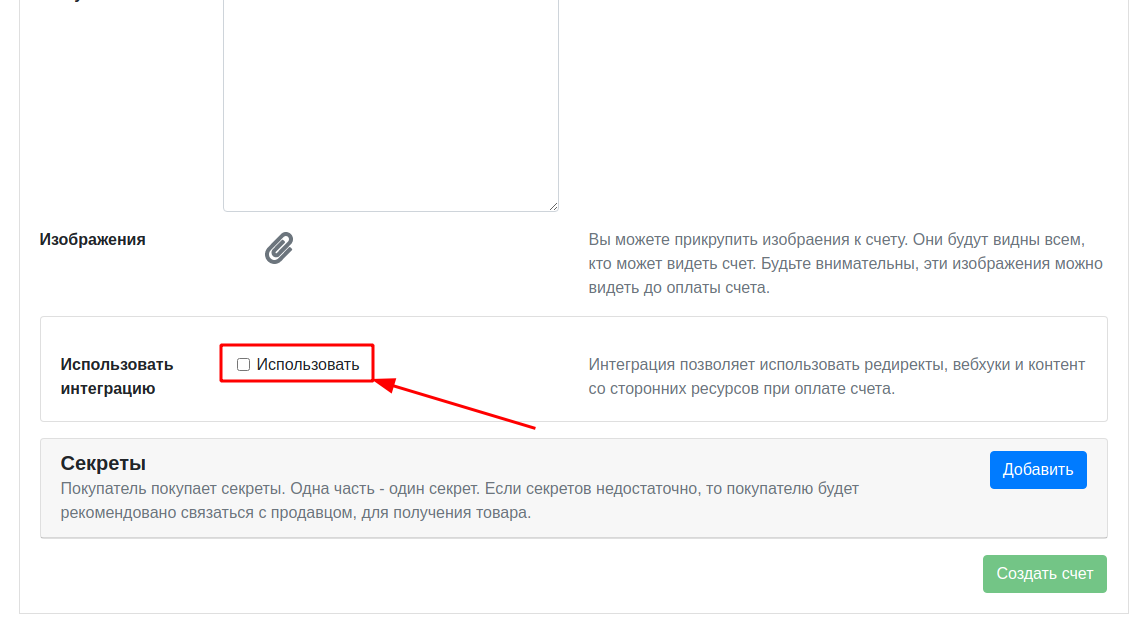 Изображения
Вы можете прикрупить изобраения к счету. Они будут видны всем,
кто может видеть счет. Будьте внимательны, эти изображения можно
видеть до оплаты счета.
Использовать
интеграцию
Использовать
Интеграция позволяет использовать редиректы, вебхуки и контент
со сторонних ресурсов при оплате счета.
Секреты
Добавить
Покупатель покупает секреты. Одна часть - один секрет. Если секретов недостаточно, то покупателю будет
рекомендовано связаться с продавцом, для получения товара.
Создать счет